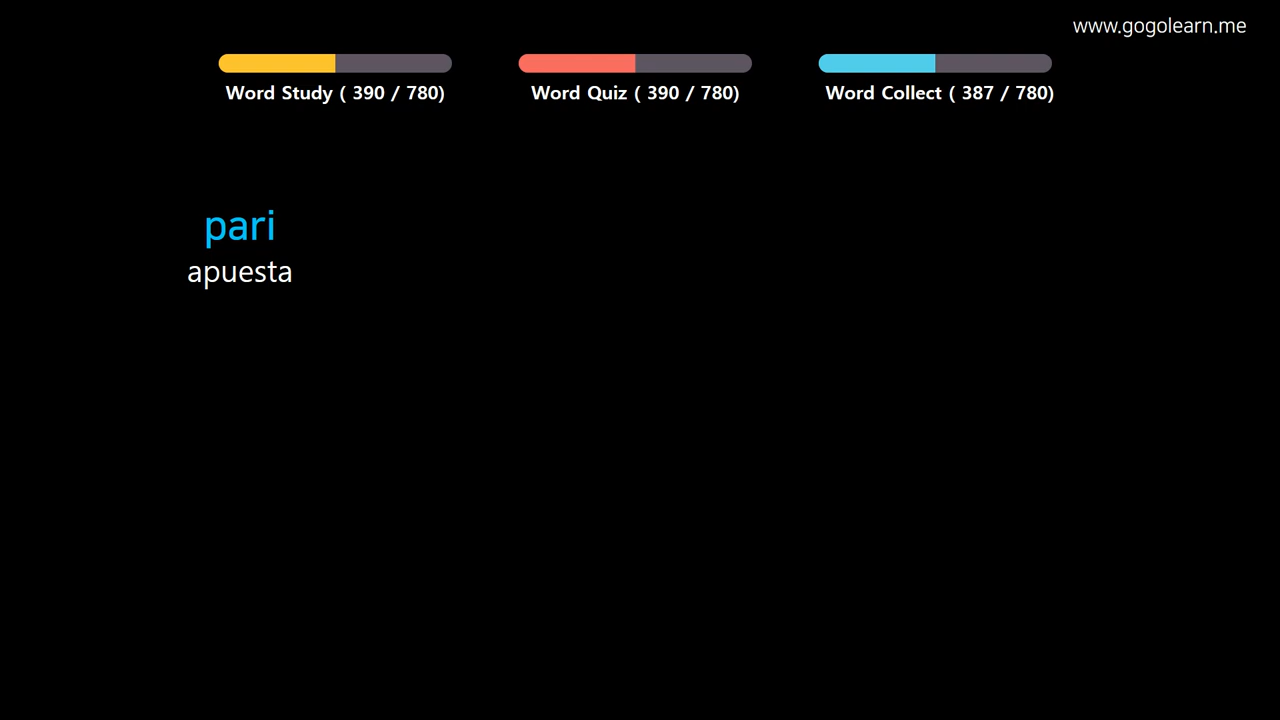 www.gogolearn.me
Word Study ( 390 / 780)
Word Quiz ( 390 / 780)
Word Collect ( 387 / 780)
pari
apuesta